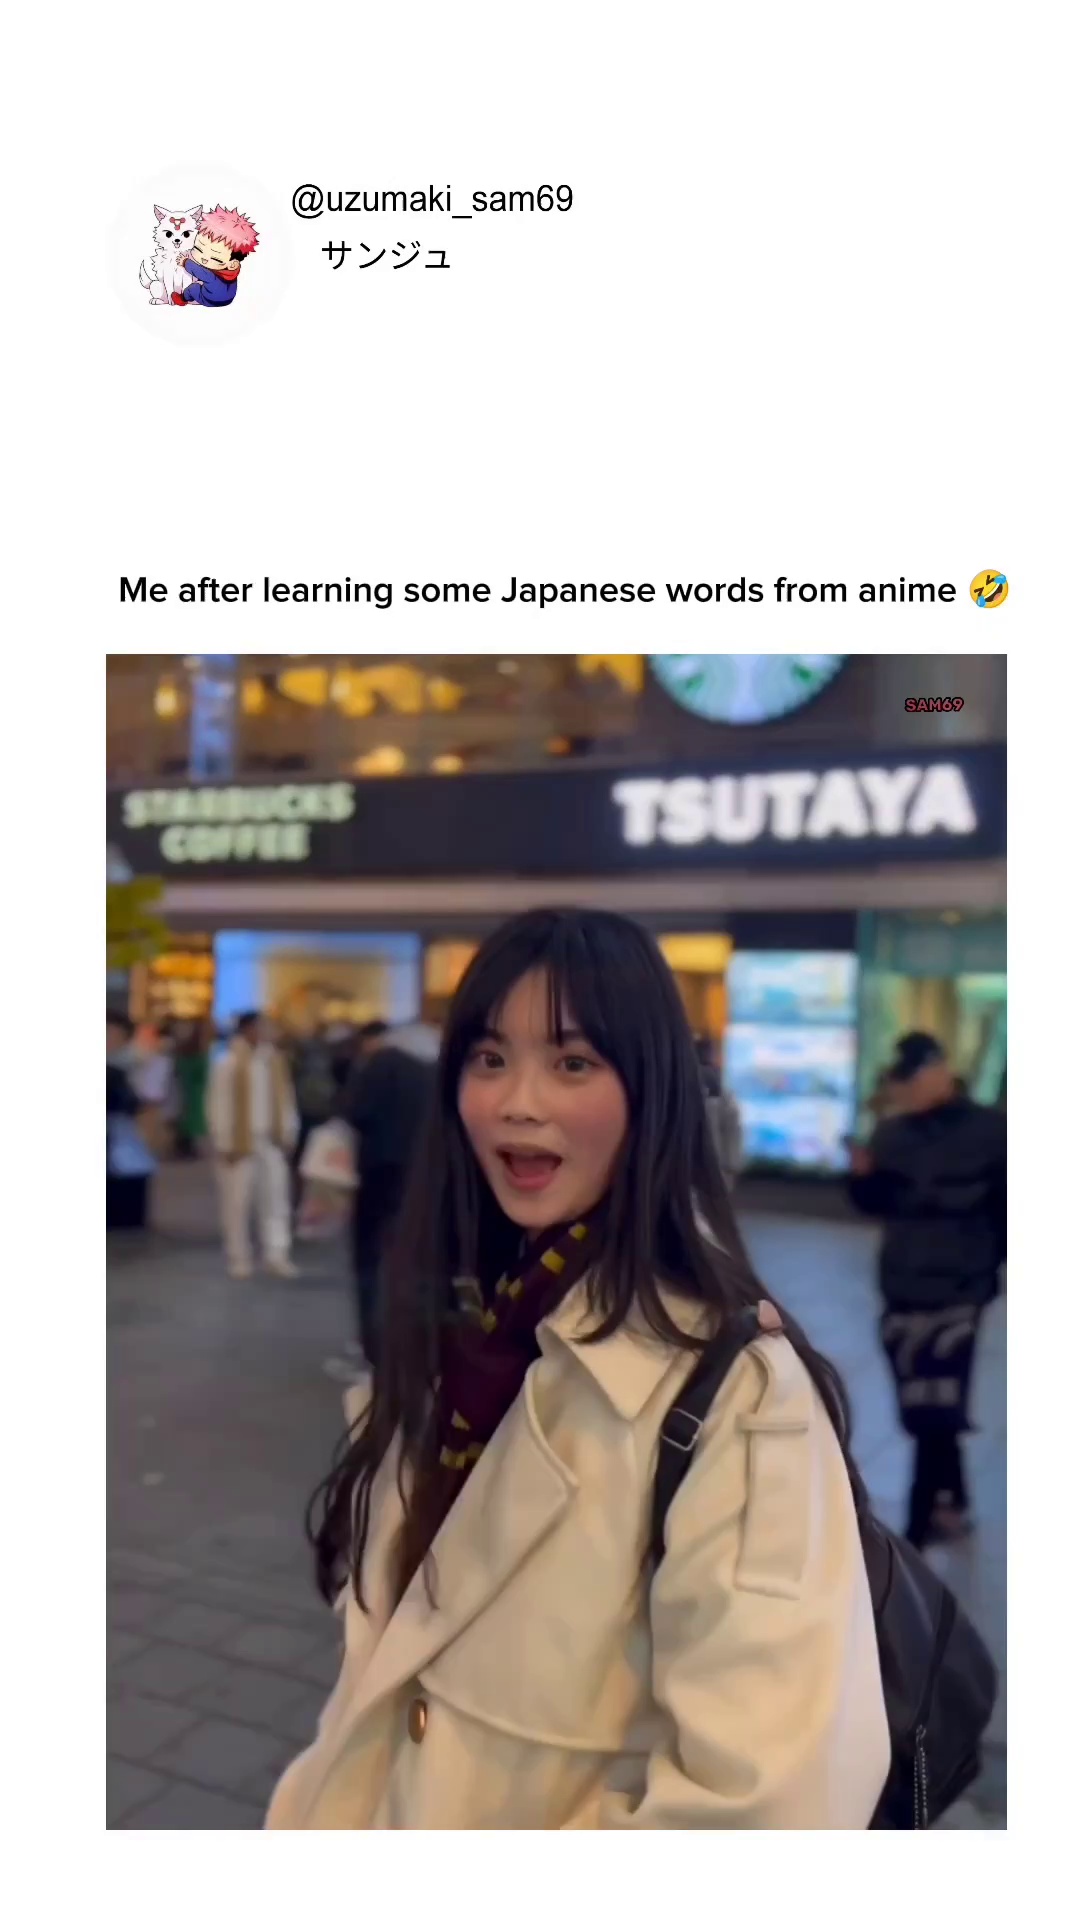 @uzumaki_sam69
サンジュ
Me after learning some Japanese words from anime 🤣
SAM69
STARBUCKS
COFFEE
TSUTAYA